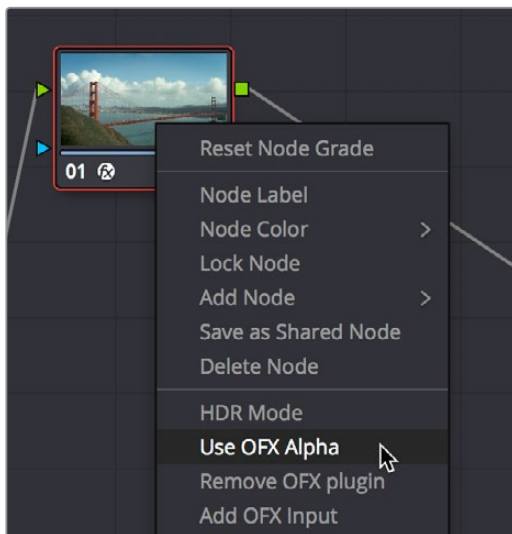 01 fx
Reset Node Grade
Node Label
Node Color
Lock Node
Add Node
Save as Shared Node
Delete Node
HDR Mode
Use OFX Alpha
Remove OFX plugin
Add OFX Input